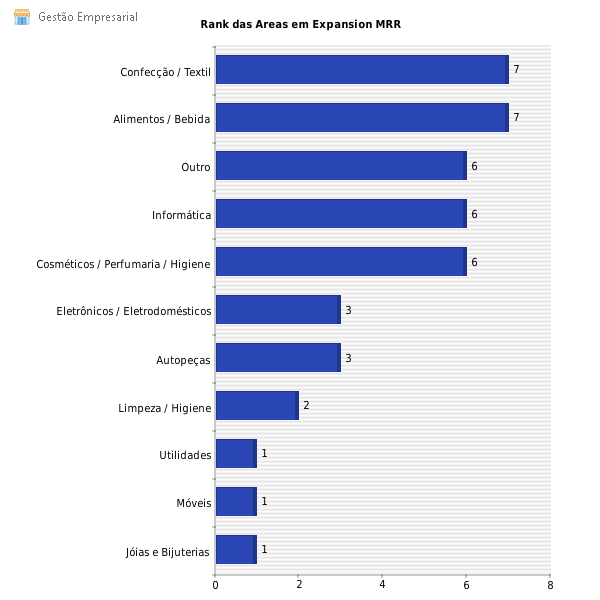 Gestão Empresarial
Rank das Areas em Expansion MRR
Confecção / Textil 7
Alimentos / Bebida 7
Outro 6
Informática 6
Cosméticos / Perfumaria / Higiene 6
Eletrônicos / Eletrodomésticos 3
Autopeças 3
Limpeza / Higiene 2
Utilidades 1
Móveis 1
Jóias e Bijuterias 1
0 2 4 6 8